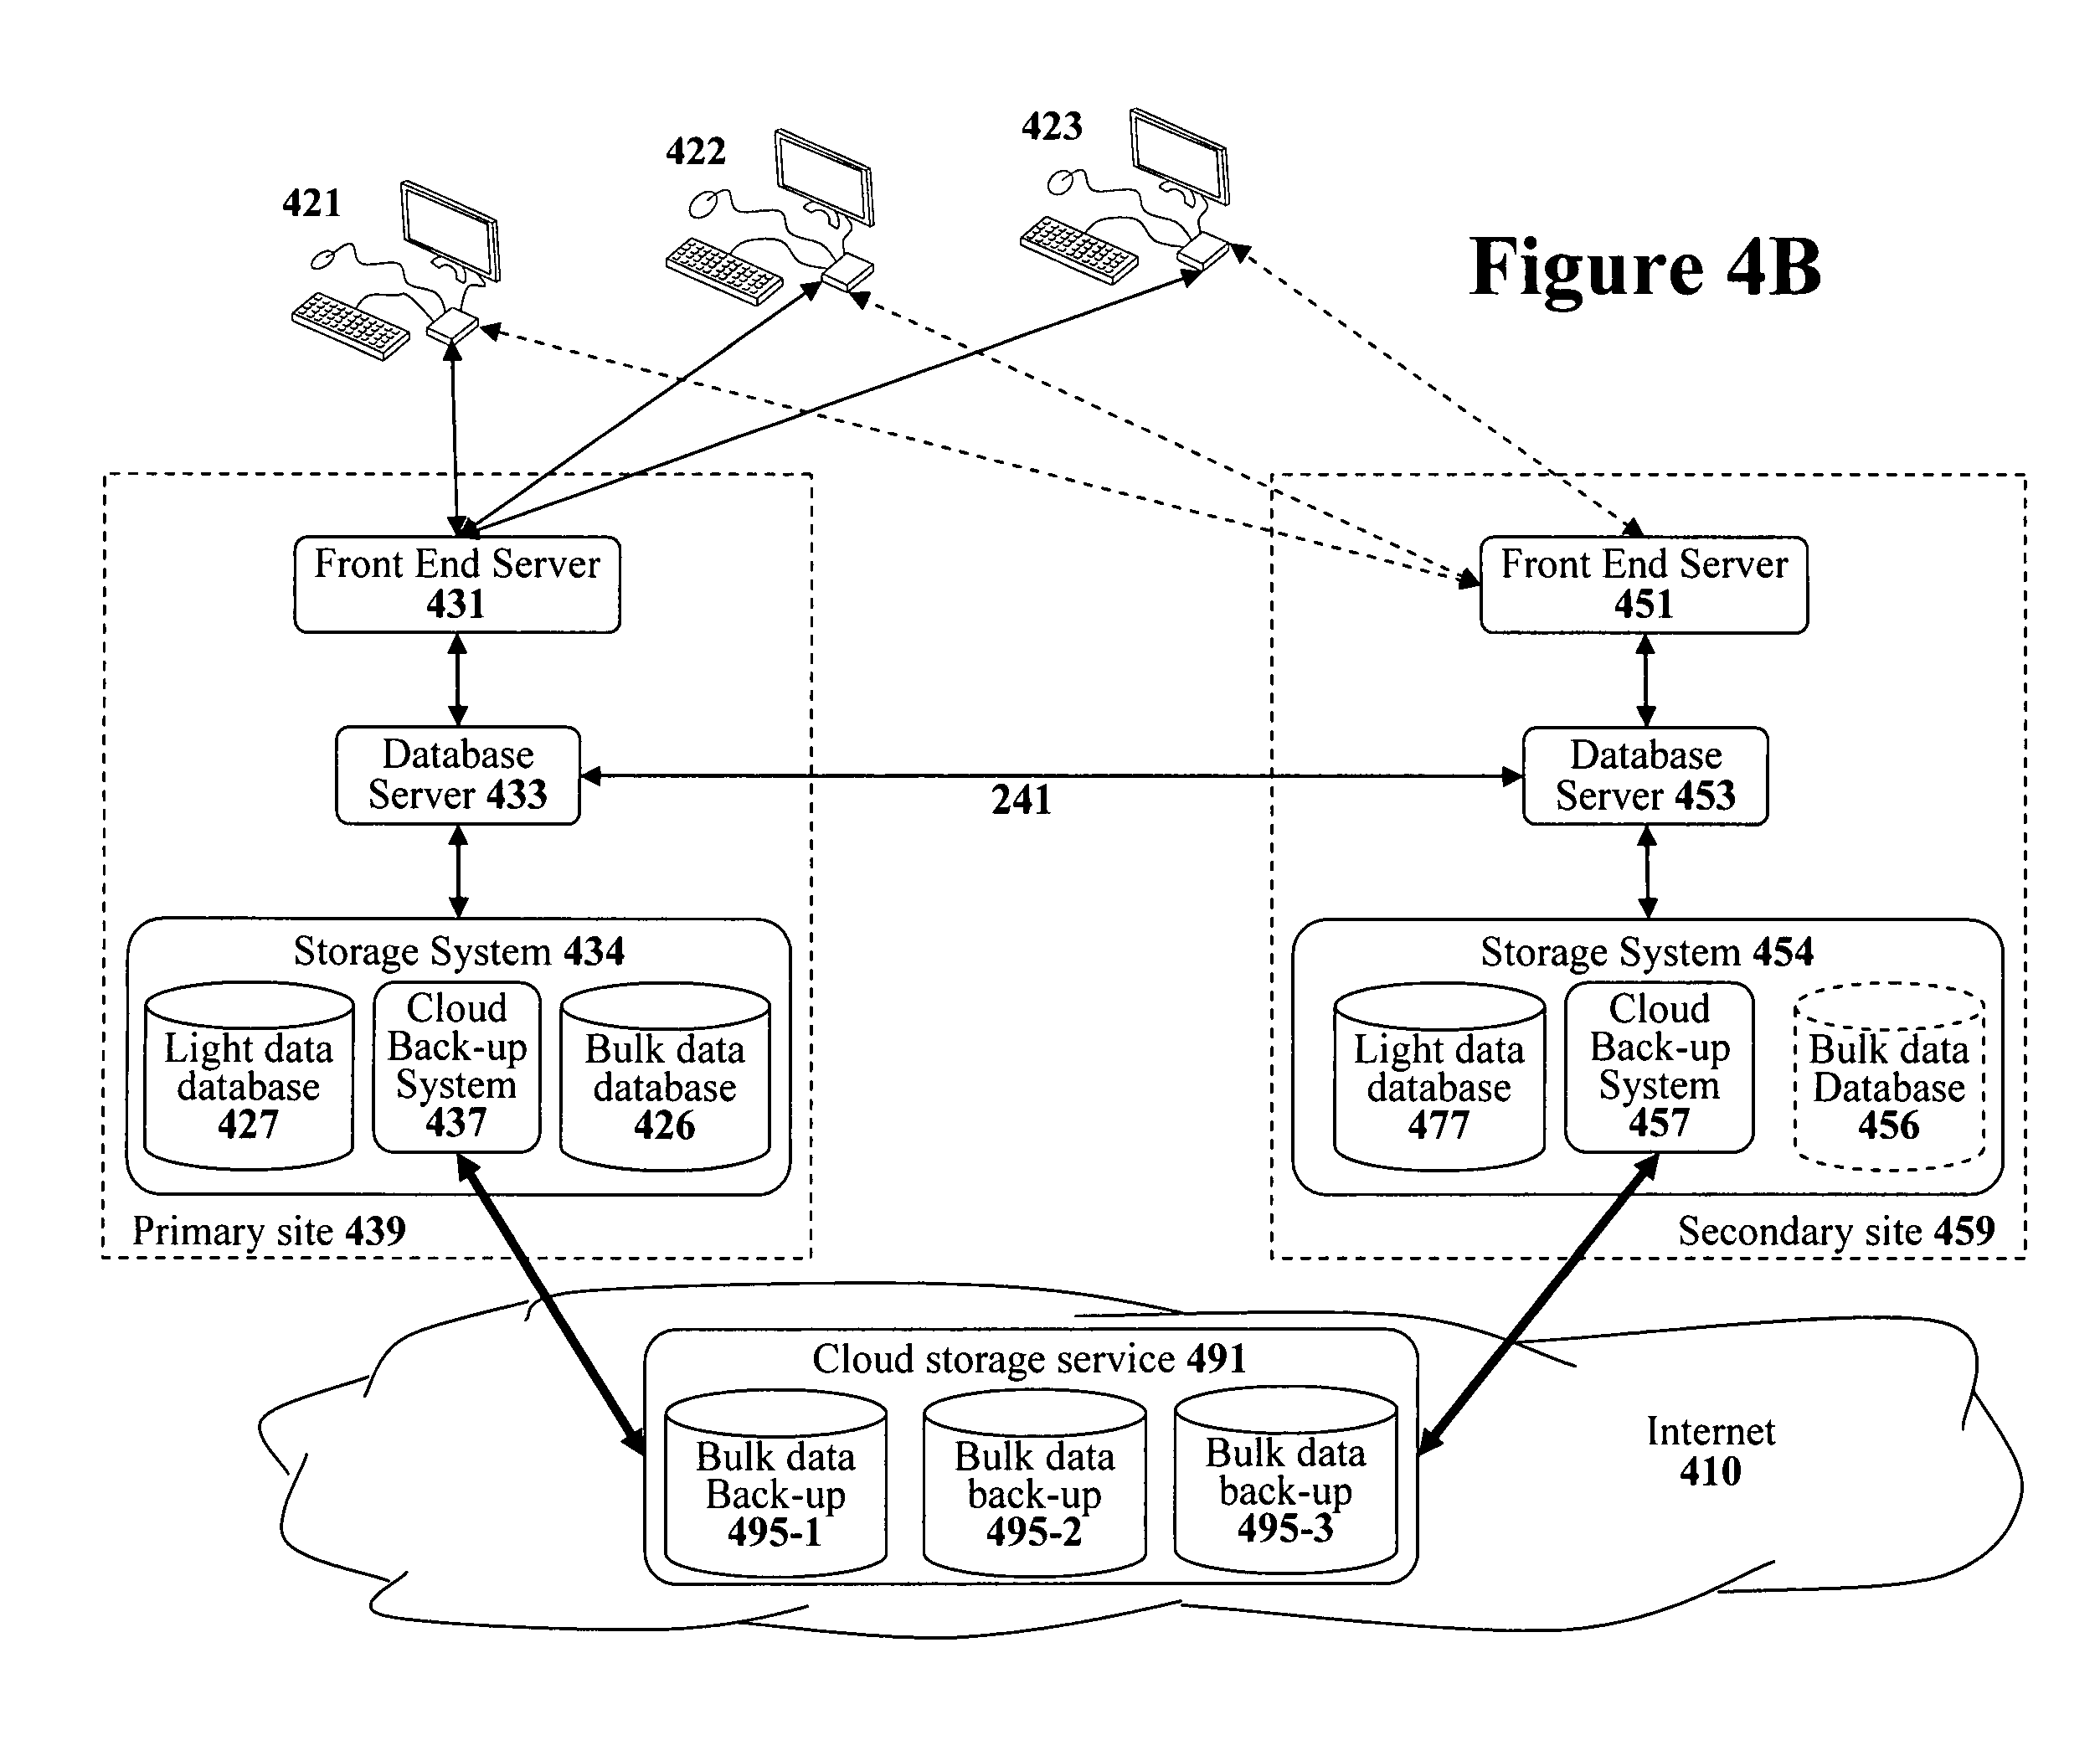 423
422
421
Figure 4B
Front End Server
431
Front End Server
451
Database
Server 433
241
Database
Server 453
Storage System 434
Light data
database
427
Cloud
Back-up
System
437
Bulk data
database
426
Primary site 439
Storage System 454
Light data
database
477
Cloud
Back-up
System
457
Bulk data
Database
456
Secondary site 459
Cloud storage service 491
Bulk data
Back-up
495-1
Bulk data
back-up
495-2
Bulk data
back-up
495-3
Internet
410